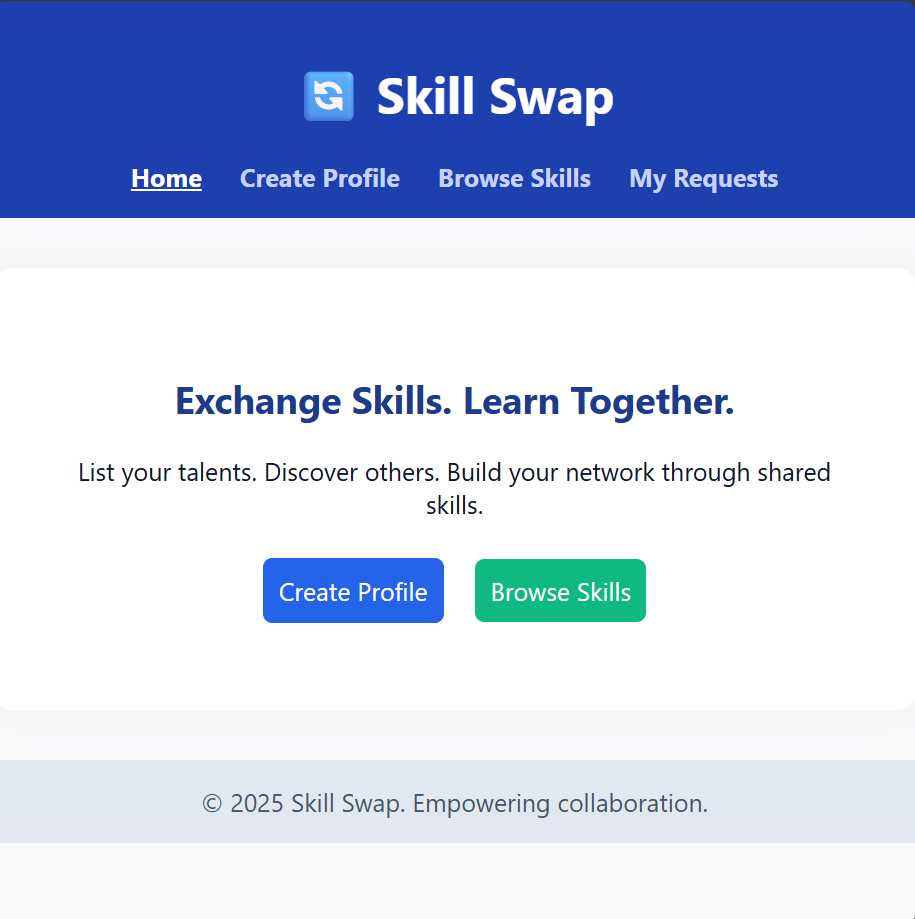 🔄 Skill Swap
Home Create Profile Browse Skills My Requests
Exchange Skills. Learn Together.
List your talents. Discover others. Build your network through shared
skills.
Create Profile Browse Skills
© 2025 Skill Swap. Empowering collaboration.